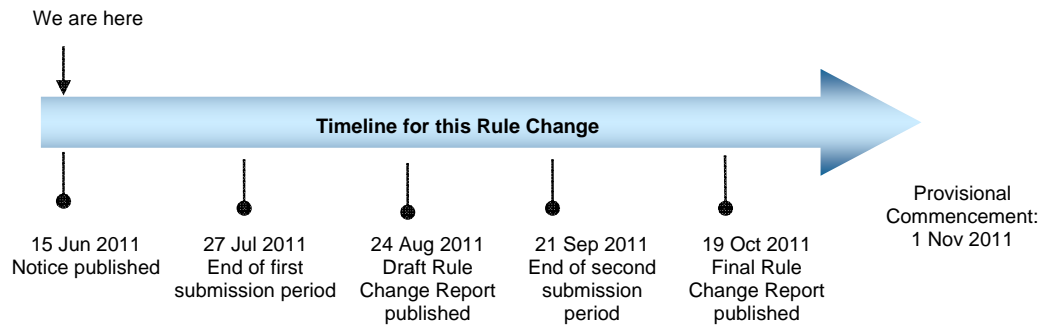 We are here
Timeline for this Rule Change
15 Jun 2011
Notice published
27 Jul 2011
End of first
submission period
24 Aug 2011
Draft Rule
Change Report
published
21 Sep 2011
End of second
submission
period
19 Oct 2011
Final Rule
Change Report
published
Provisional
Commencement:
1 Nov 2011